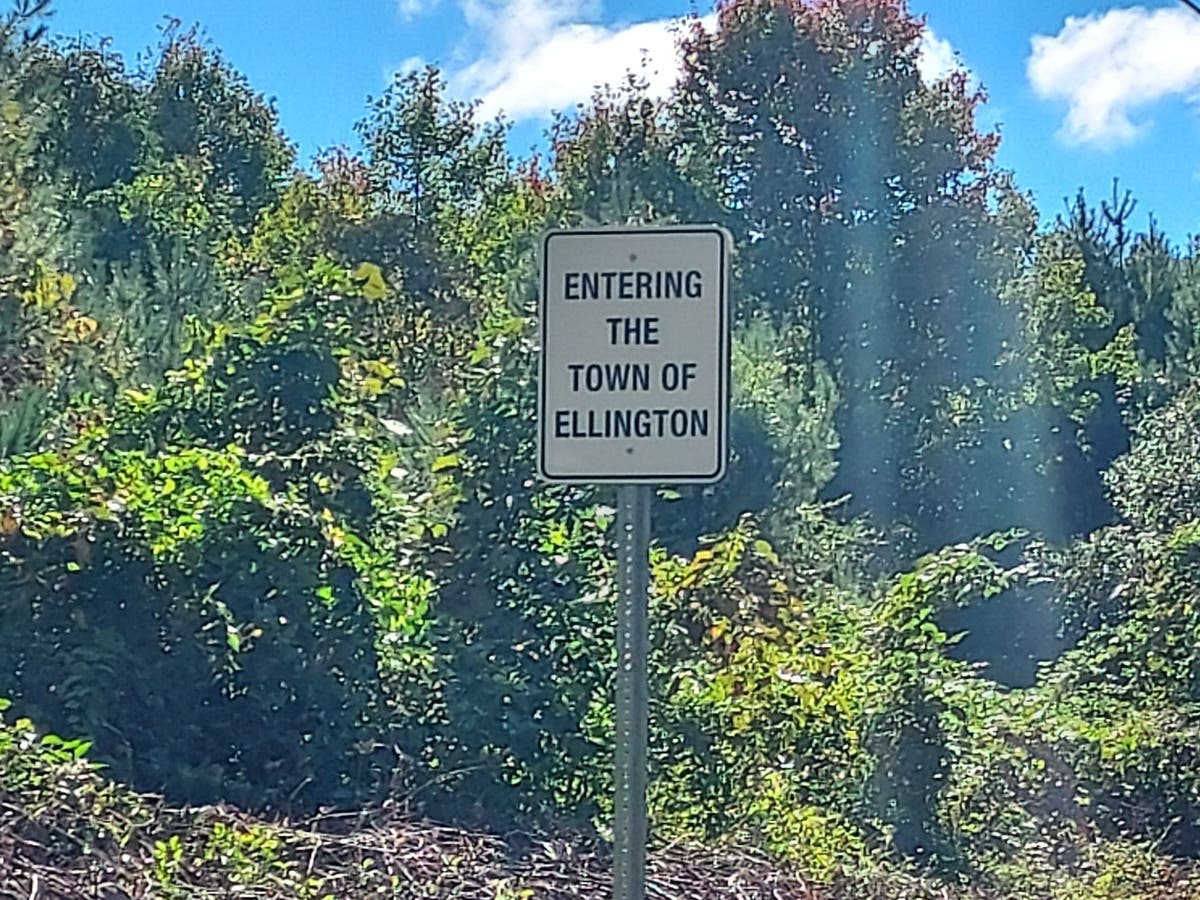 ENTERING
THE
TOWN OF
ELLINGTON